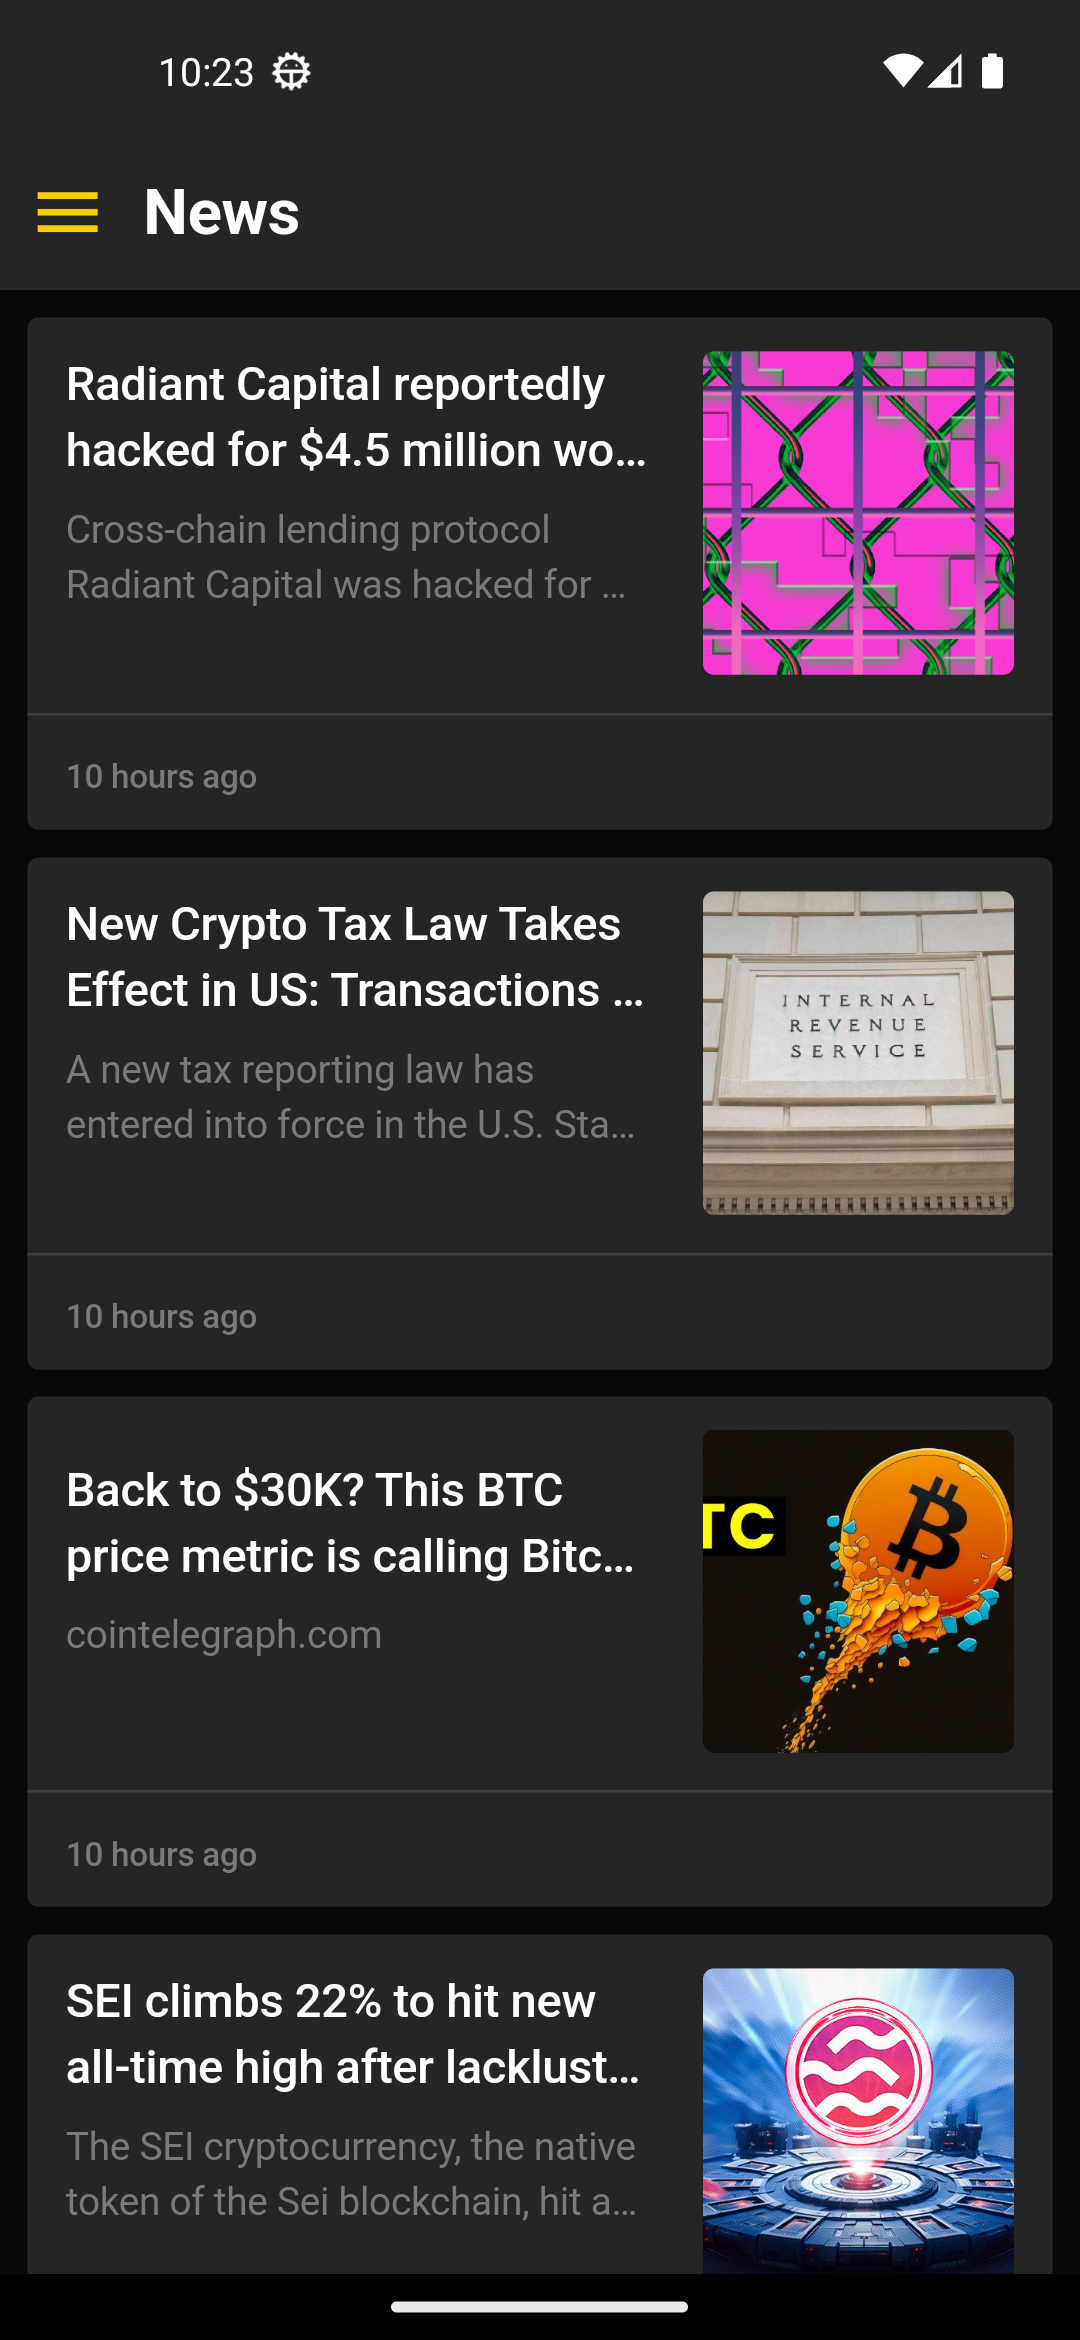 10:23
News
Radiant Capital reportedly
hacked for $4.5 million wo…
Cross-chain lending protocol
Radiant Capital was hacked for …
10 hours ago
New Crypto Tax Law Takes
Effect in US: Transactions …
A new tax reporting law has
entered into force in the U.S. Sta…
INTERNAL
REVENUE
SERVICE
10 hours ago
Back to $30K? This BTC
price metric is calling Bitc…
cointelegraph.com
TC
10 hours ago
SEI climbs 22% to hit new
all-time high after lacklust…
The SEI cryptocurrency, the native
token of the Sei blockchain, hit a…